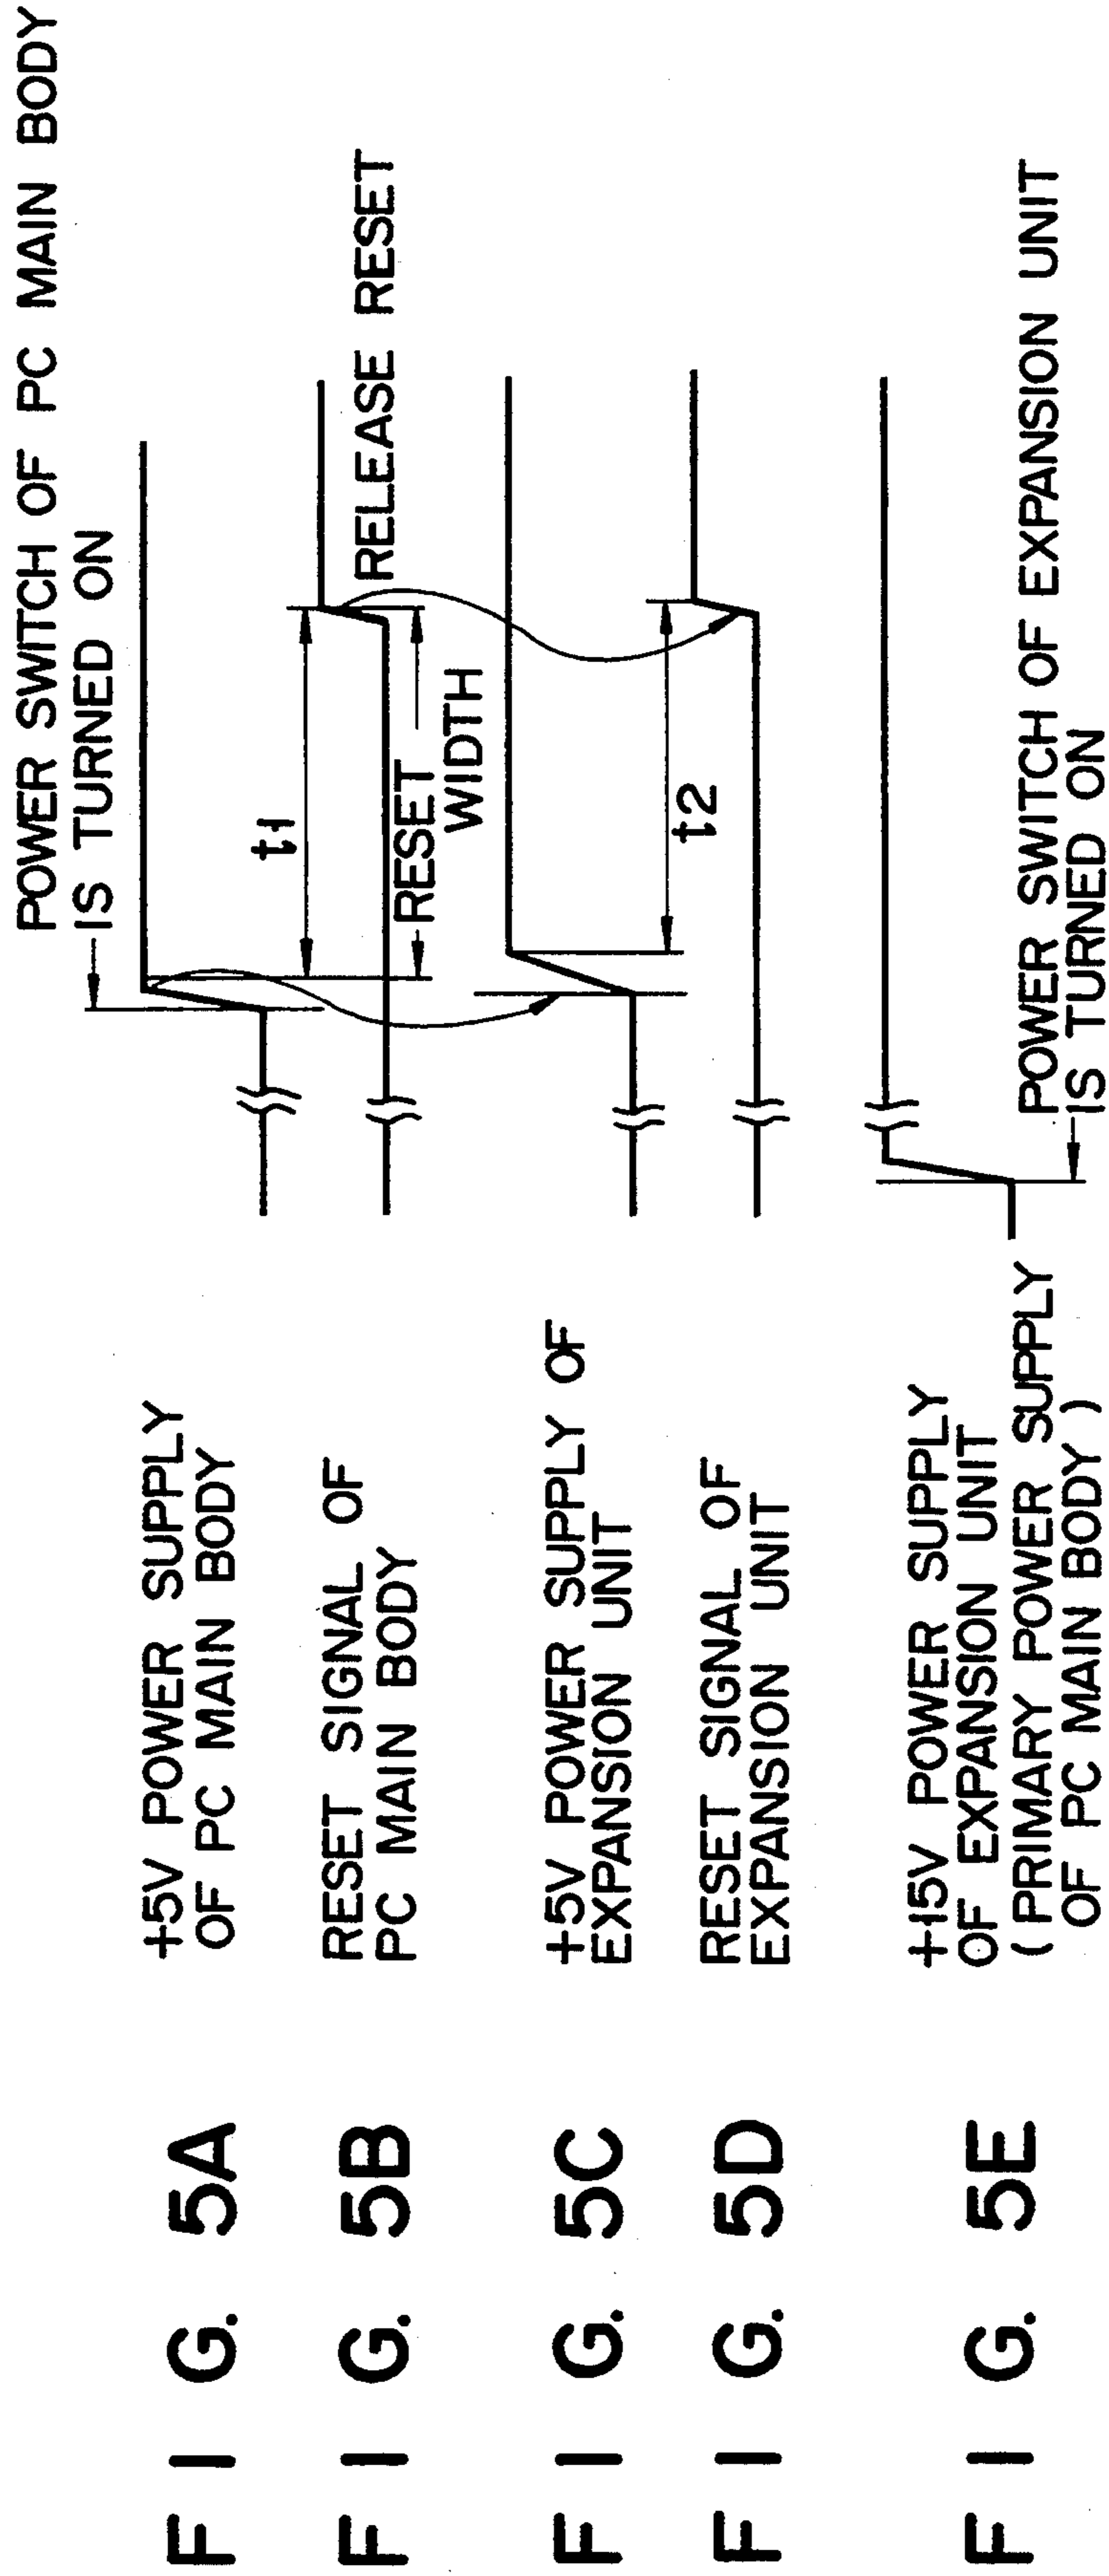 POWER SWITCH OF PC MAIN BODY
IS TURNED ON
FIG. 5A
+5V POWER SUPPLY
OF PC MAIN BODY
t1
FIG. 5B
RESET SIGNAL OF
PC MAIN BODY
RELEASE RESET
RESET
WIDTH
FIG. 5C
+5V POWER SUPPLY OF
EXPANSION UNIT
FIG. 5D
RESET SIGNAL OF
EXPANSION UNIT
t2
FIG. 5E
+15V POWER SUPPLY
OF EXPANSION UNIT
(PRIMARY POWER SUPPLY
OF PC MAIN BODY)
POWER SWITCH OF EXPANSION UNIT
IS TURNED ON